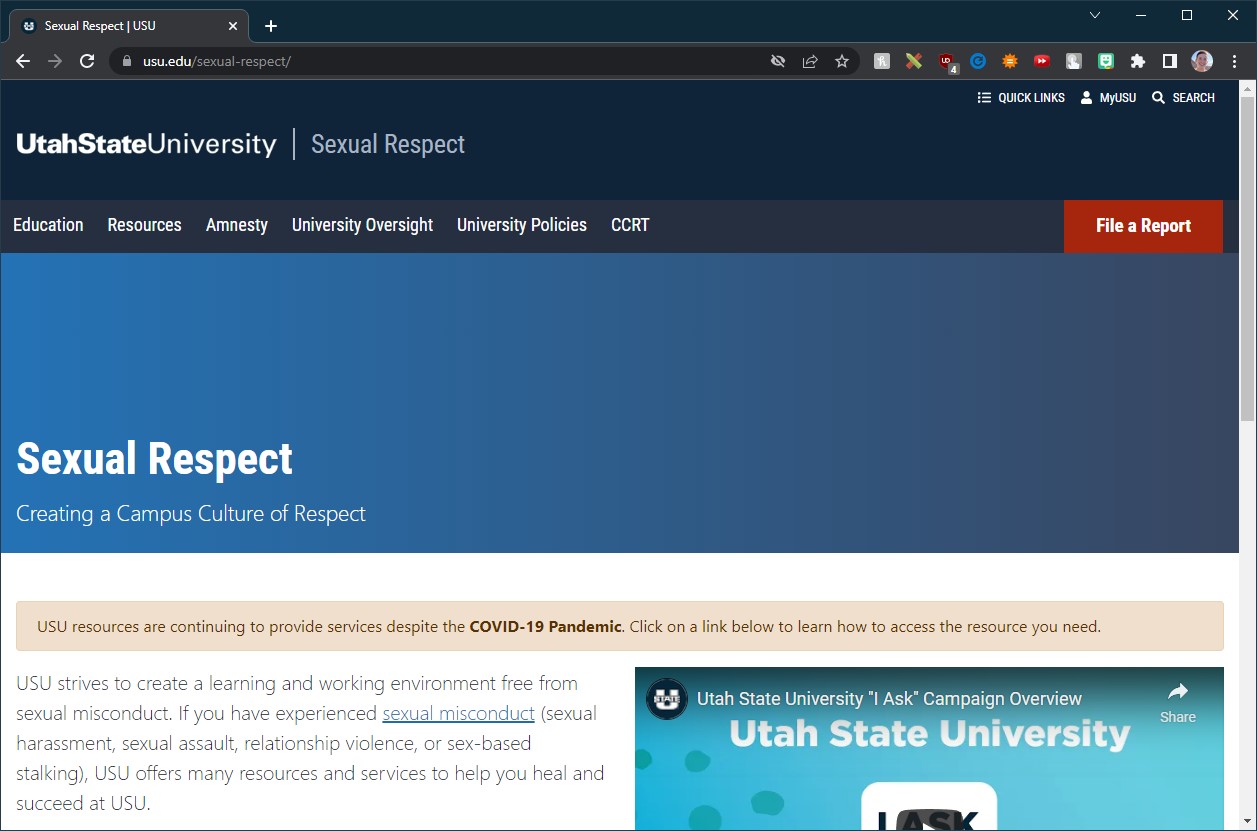 Sexual Respect | USU
usu.edu/sexual-respect/
UD
4
QUICK LINKS MyUSU SEARCH
UtahStateUniversity | Sexual Respect
Education Resources Amnesty University Oversight University Policies CCRT File a Report
Sexual Respect
Creating a Campus Culture of Respect
USU resources are continuing to provide services despite the COVID-19 Pandemic. Click on a link below to learn how to access the resource you need.
USU strives to create a learning and working environment free from
sexual misconduct. If you have experienced sexual misconduct (sexual
harassment, sexual assault, relationship violence, or sex-based
stalking), USU offers many resources and services to help you heal and
succeed at USU.
STATE
Utah State University "I Ask" Campaign Overview
Share
Utah State University
I ASK